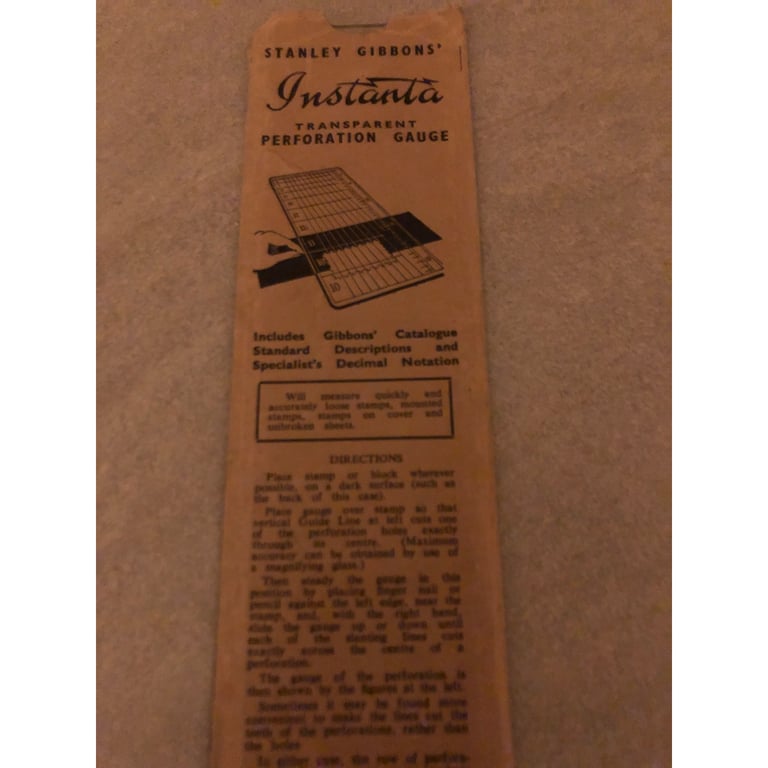 STANLEY GIBBONS'
Instanta
TRANSPARENT
PERFORATION GAUGE
10
Includes Gibbons' Catalogue
Standard Descriptions and
Specialist's Decimal Notation
Will measure quickly and
accurately loose stamps, mounted
stamps, stamps on cover and
unbroken sheets.
DIRECTIONS
Place stamp or block wherever
possible, on a dark surface (such as
the back of this case).
Place gauge over stamp so that
vertical Guide Line at left cuts one
of the perforation holes exactly
through its centre. (Maximum
accuracy can be obtained by use of
a magnifying glass.)
Then steady the gauge in this
position by placing finger nail or
pencil against the left edge, near the
stamp, and, with the right hand,
slide the gauge up or down until
each of the slanting lines cuts
exactly across the centre of a
perforation.
The gauge of the perforation is
then shown by the figures at the left.
Sometimes it may be found more
convenient to make the lines cut the
teeth of the perforations, rather than
the holes
In either case, the row of perfora-